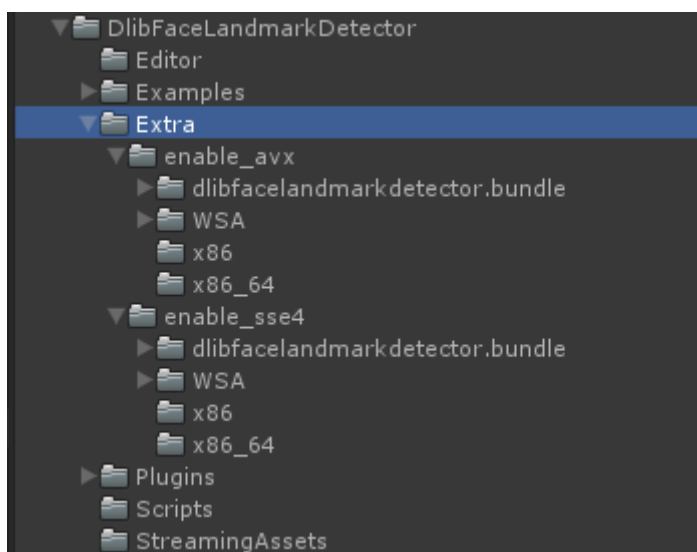 DlibFaceLandmarkDetector
Editor
Examples
Extra
enable_avx
dlibfacelandmarkdetector.bundle
WSA
x86
x86_64
enable_sse4
dlibfacelandmarkdetector.bundle
WSA
x86
x86_64
Plugins
Scripts
StreamingAssets